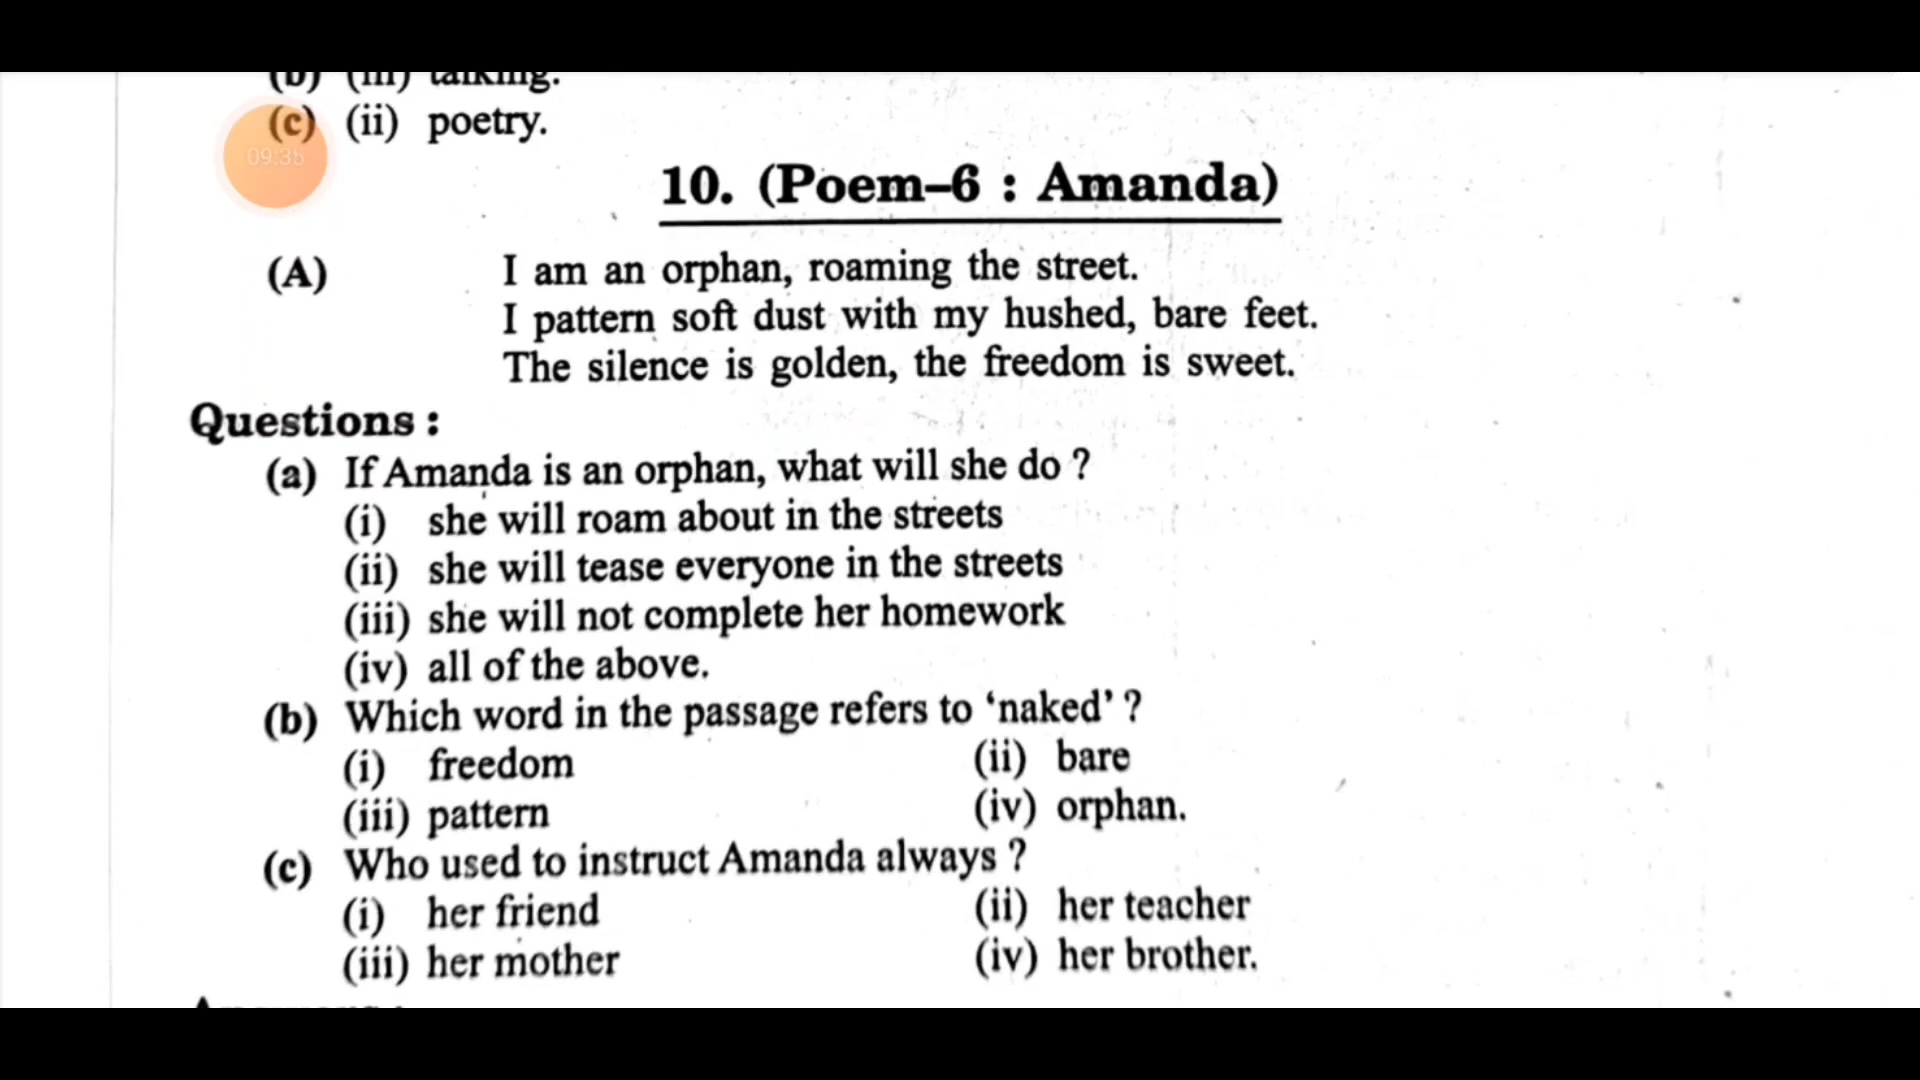 (b) (iii) talking.
(c) (ii) poetry.
09:35
10. (Poem–6 : Amanda)
(A) I am an orphan, roaming the street.
I pattern soft dust with my hushed, bare feet.
The silence is golden, the freedom is sweet.
Questions :
(a) If Amanda is an orphan, what will she do ?
(i) she will roam about in the streets
(ii) she will tease everyone in the streets
(iii) she will not complete her homework
(iv) all of the above.
(b) Which word in the passage refers to ‘naked’ ?
(i) freedom (ii) bare
(iii) pattern (iv) orphan.
(c) Who used to instruct Amanda always ?
(i) her friend (ii) her teacher
(iii) her mother (iv) her brother.